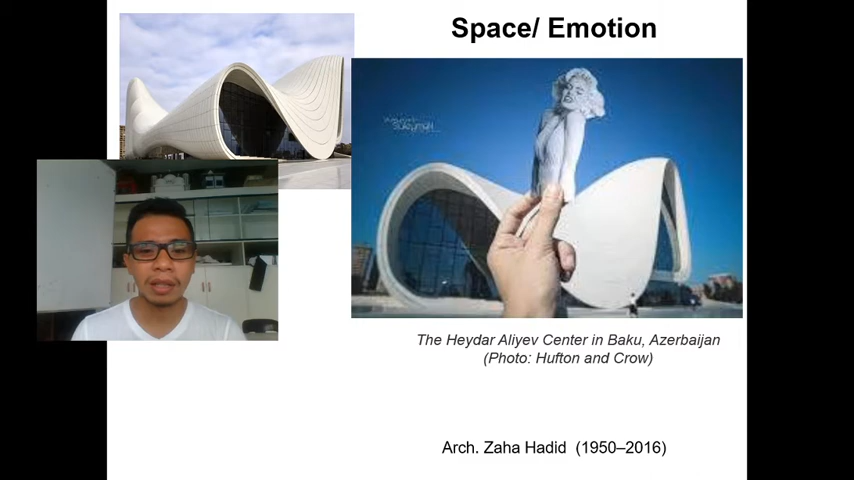 Space/ Emotion
The Heydar Aliyev Center in Baku, Azerbaijan
(Photo: Hufton and Crow)
Arch. Zaha Hadid (1950–2016)